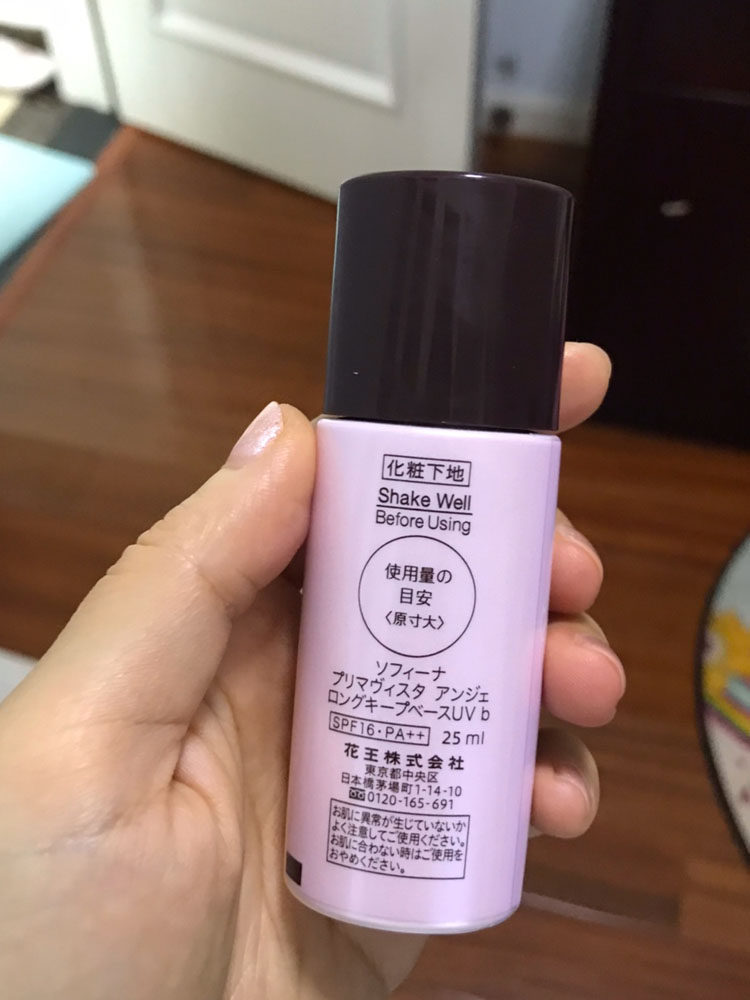 化粧下地
Shake Well
Before Using
使用量の
目安
〈原寸大〉
ソフィーナ
プリマヴィスタ アンジェ
ロングキープベースUV b
SPF16・PA++ 25 ml
花王株式会社
東京都中央区
日本橋茅場町1-14-10
0120-165-691
お肌に異常が生じていないか
よく注意してご使用ください。
お肌に合わない時はご使用を
おやめください。